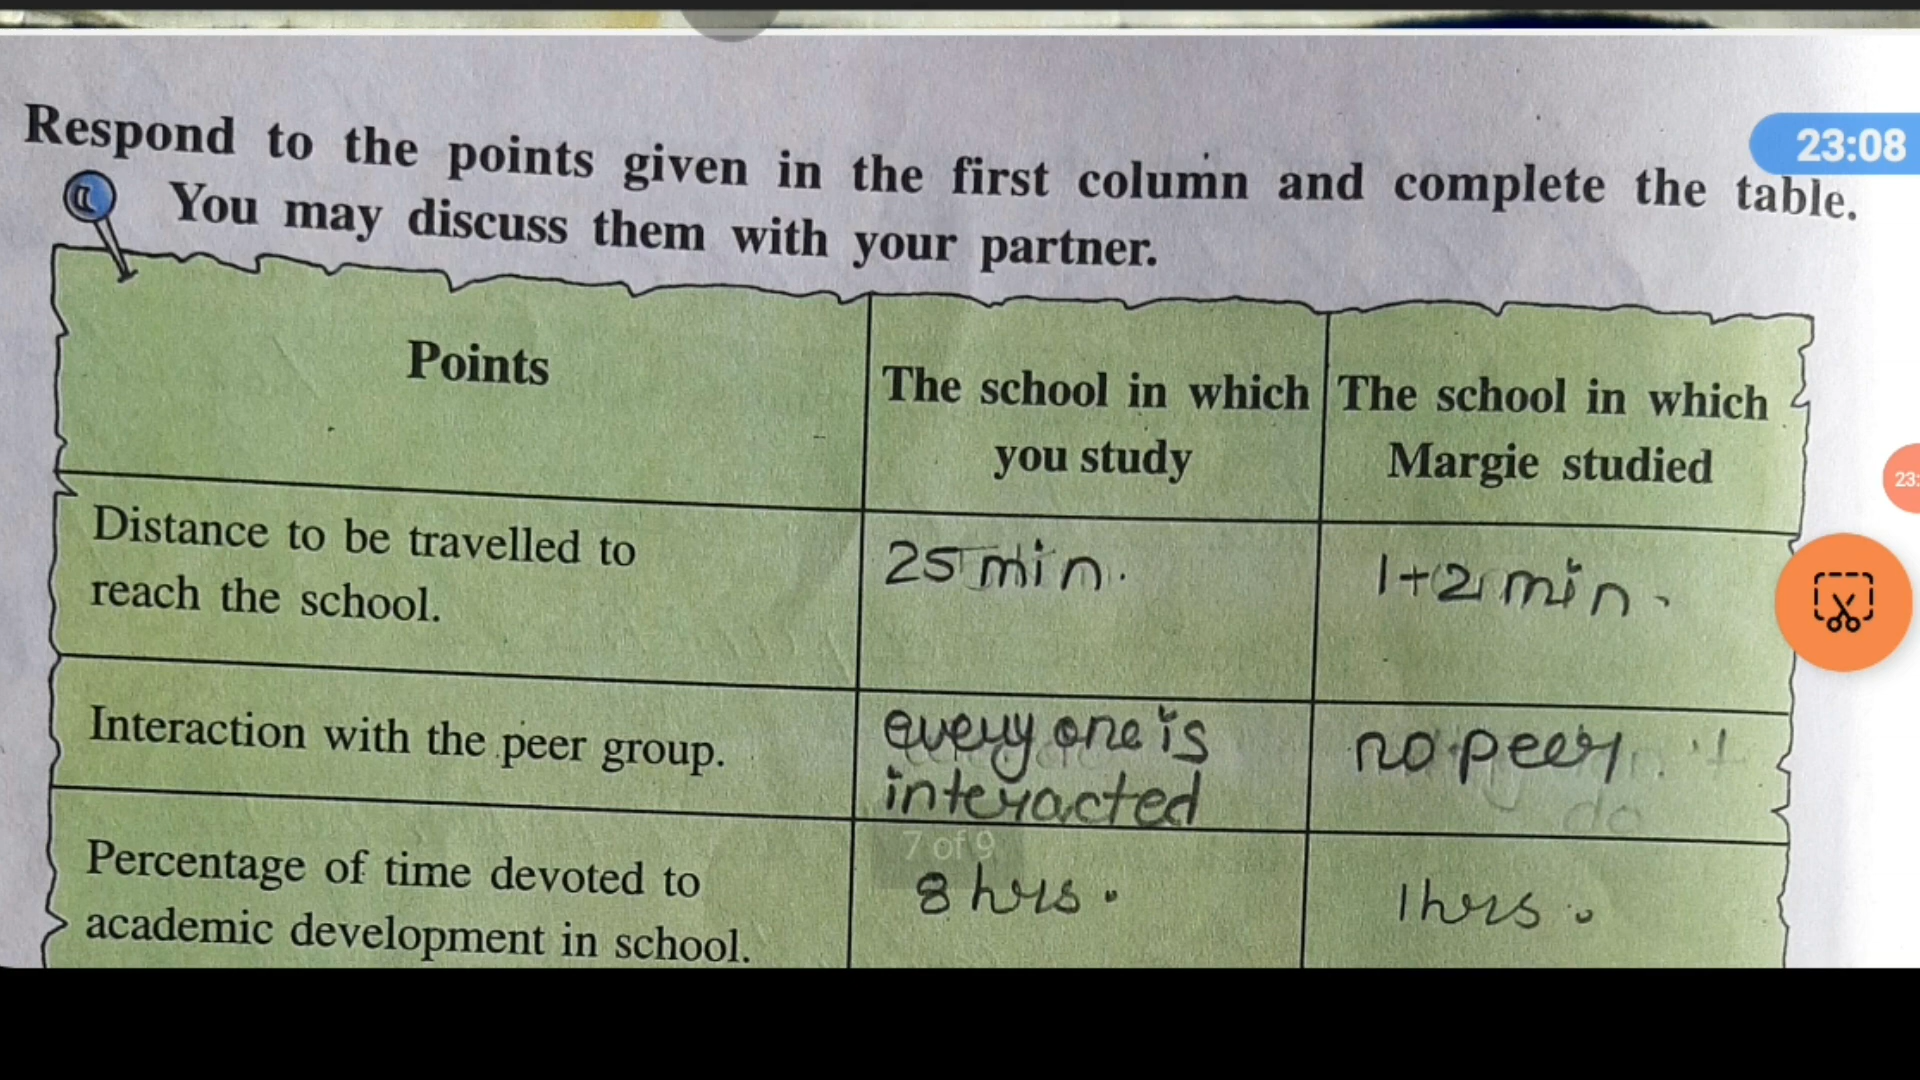 Respond to the points given in the first column and complete the table.
You may discuss them with your partner.
Points
The school in which
you study
The school in which
Margie studied
Distance to be travelled to
reach the school.
25 min.
1+2 min.
Interaction with the peer group.
every one is
interacted
no peer
Percentage of time devoted to
academic development in school.
8 hrs.
1 hrs.
7 of 9
23:08
23: